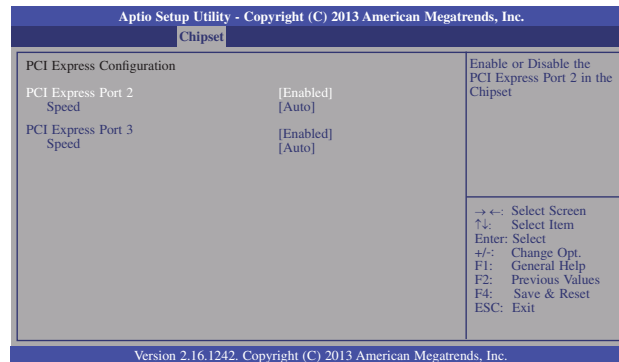 Aptio Setup Utility - Copyright (C) 2013 American Megatrends, Inc.
Chipset
PCI Express Configuration
PCI Express Port 2 [Enabled]
Speed [Auto]
PCI Express Port 3 [Enabled]
Speed [Auto]
Enable or Disable the
PCI Express Port 2 in the
Chipset
→←: Select Screen
↑↓: Select Item
Enter: Select
+/-: Change Opt.
F1: General Help
F2: Previous Values
F4: Save & Reset
ESC: Exit
Version 2.16.1242. Copyright (C) 2013 American Megatrends, Inc.